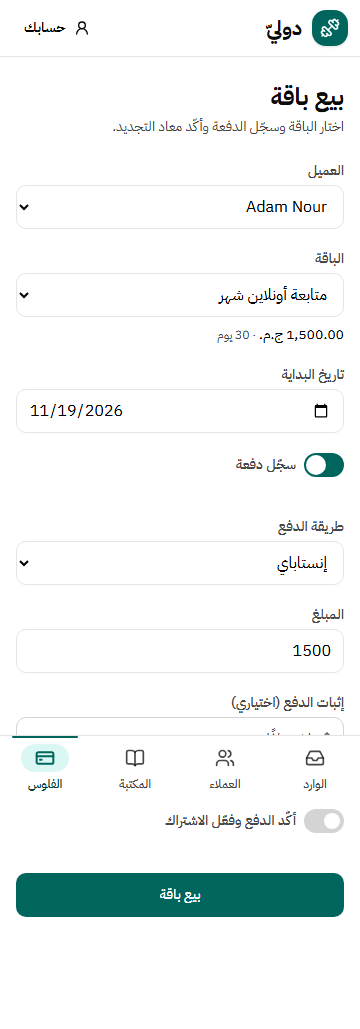 دوليّ
حسابك
بيع باقة
اختار الباقة وسجّل الدفعة وأكّد معاد التجديد.
العميل
Adam Nour
الباقة
متابعة أونلاين شهر
1,500.00 ج.م. · 30 يوم
تاريخ البداية
11/19/2026
سجّل دفعة
طريقة الدفع
إنستاباي
المبلغ
1500
إثبات الدفع (اختياري)
الوارد
العملاء
المكتبة
الفلوس
أكّد الدفع وفعّل الاشتراك
بيع باقة